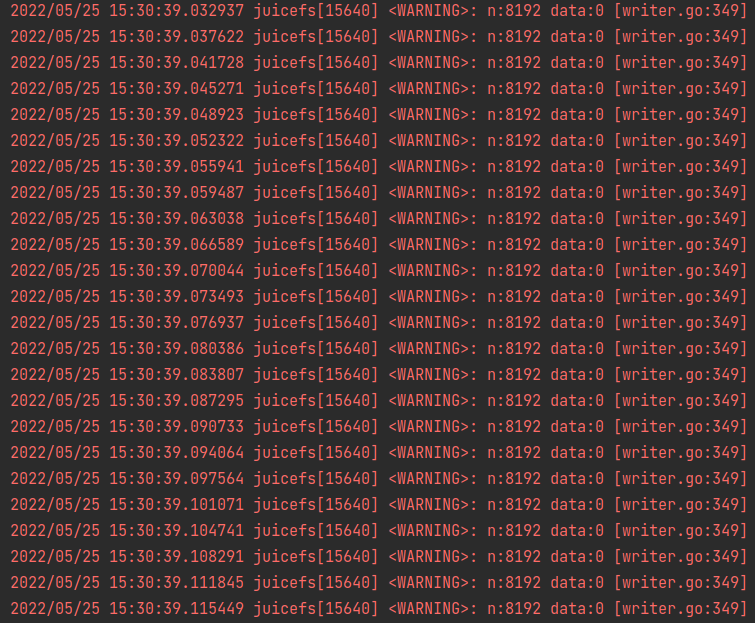 2022/05/25 15:30:39.032937 juicefs[15640] <WARNING>: n:8192 data:0 [writer.go:349]
2022/05/25 15:30:39.037622 juicefs[15640] <WARNING>: n:8192 data:0 [writer.go:349]
2022/05/25 15:30:39.041728 juicefs[15640] <WARNING>: n:8192 data:0 [writer.go:349]
2022/05/25 15:30:39.045271 juicefs[15640] <WARNING>: n:8192 data:0 [writer.go:349]
2022/05/25 15:30:39.048923 juicefs[15640] <WARNING>: n:8192 data:0 [writer.go:349]
2022/05/25 15:30:39.052322 juicefs[15640] <WARNING>: n:8192 data:0 [writer.go:349]
2022/05/25 15:30:39.055941 juicefs[15640] <WARNING>: n:8192 data:0 [writer.go:349]
2022/05/25 15:30:39.059487 juicefs[15640] <WARNING>: n:8192 data:0 [writer.go:349]
2022/05/25 15:30:39.063038 juicefs[15640] <WARNING>: n:8192 data:0 [writer.go:349]
2022/05/25 15:30:39.066589 juicefs[15640] <WARNING>: n:8192 data:0 [writer.go:349]
2022/05/25 15:30:39.070044 juicefs[15640] <WARNING>: n:8192 data:0 [writer.go:349]
2022/05/25 15:30:39.073493 juicefs[15640] <WARNING>: n:8192 data:0 [writer.go:349]
2022/05/25 15:30:39.076937 juicefs[15640] <WARNING>: n:8192 data:0 [writer.go:349]
2022/05/25 15:30:39.080386 juicefs[15640] <WARNING>: n:8192 data:0 [writer.go:349]
2022/05/25 15:30:39.083807 juicefs[15640] <WARNING>: n:8192 data:0 [writer.go:349]
2022/05/25 15:30:39.087295 juicefs[15640] <WARNING>: n:8192 data:0 [writer.go:349]
2022/05/25 15:30:39.090733 juicefs[15640] <WARNING>: n:8192 data:0 [writer.go:349]
2022/05/25 15:30:39.094064 juicefs[15640] <WARNING>: n:8192 data:0 [writer.go:349]
2022/05/25 15:30:39.097564 juicefs[15640] <WARNING>: n:8192 data:0 [writer.go:349]
2022/05/25 15:30:39.101071 juicefs[15640] <WARNING>: n:8192 data:0 [writer.go:349]
2022/05/25 15:30:39.104741 juicefs[15640] <WARNING>: n:8192 data:0 [writer.go:349]
2022/05/25 15:30:39.108291 juicefs[15640] <WARNING>: n:8192 data:0 [writer.go:349]
2022/05/25 15:30:39.111845 juicefs[15640] <WARNING>: n:8192 data:0 [writer.go:349]
2022/05/25 15:30:39.115449 juicefs[15640] <WARNING>: n:8192 data:0 [writer.go:349]